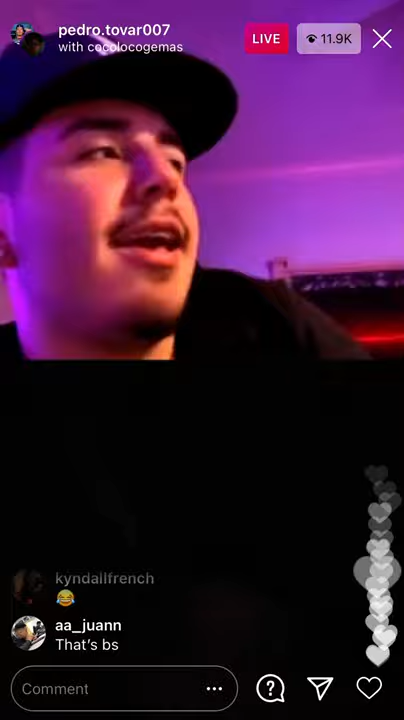 pedro.tovar007
with cocolocogemas
LIVE
11.9K
kyndallfrench
😂
aa_juann
That's bs
Comment